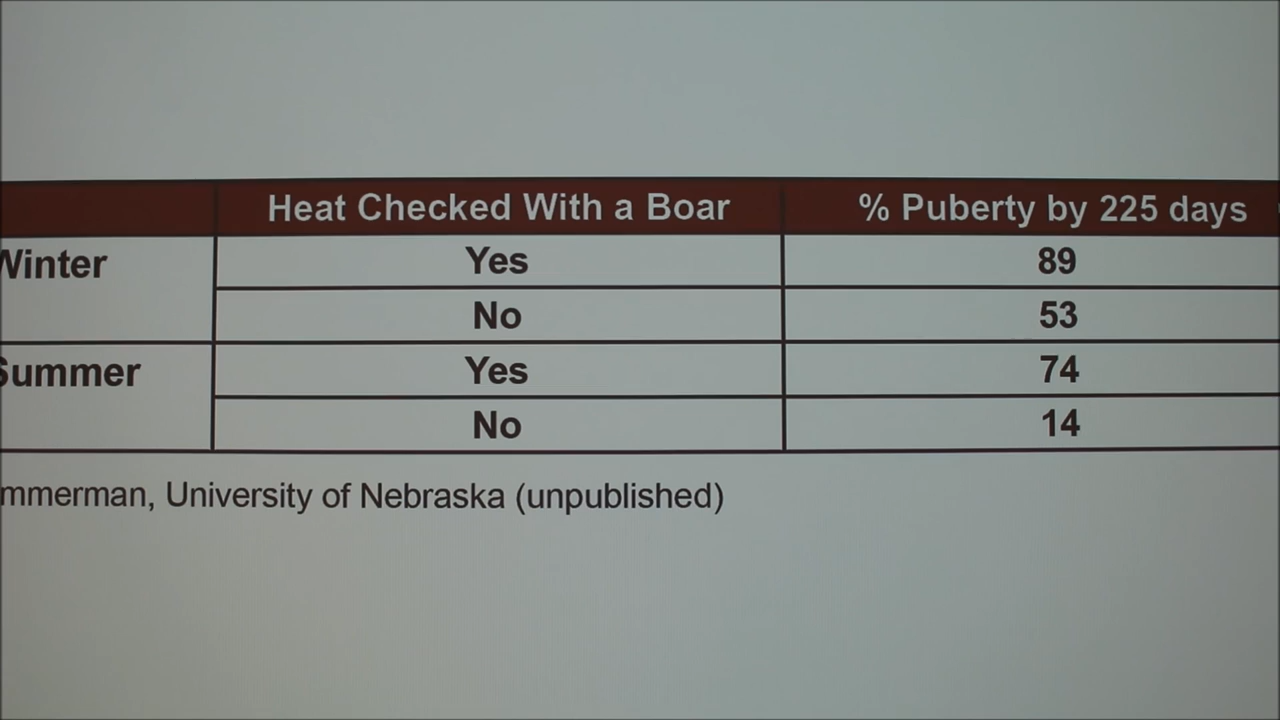 Heat Checked With a Boar % Puberty by 225 days
Winter Yes 89
No 53
Summer Yes 74
No 14
mmerman, University of Nebraska (unpublished)